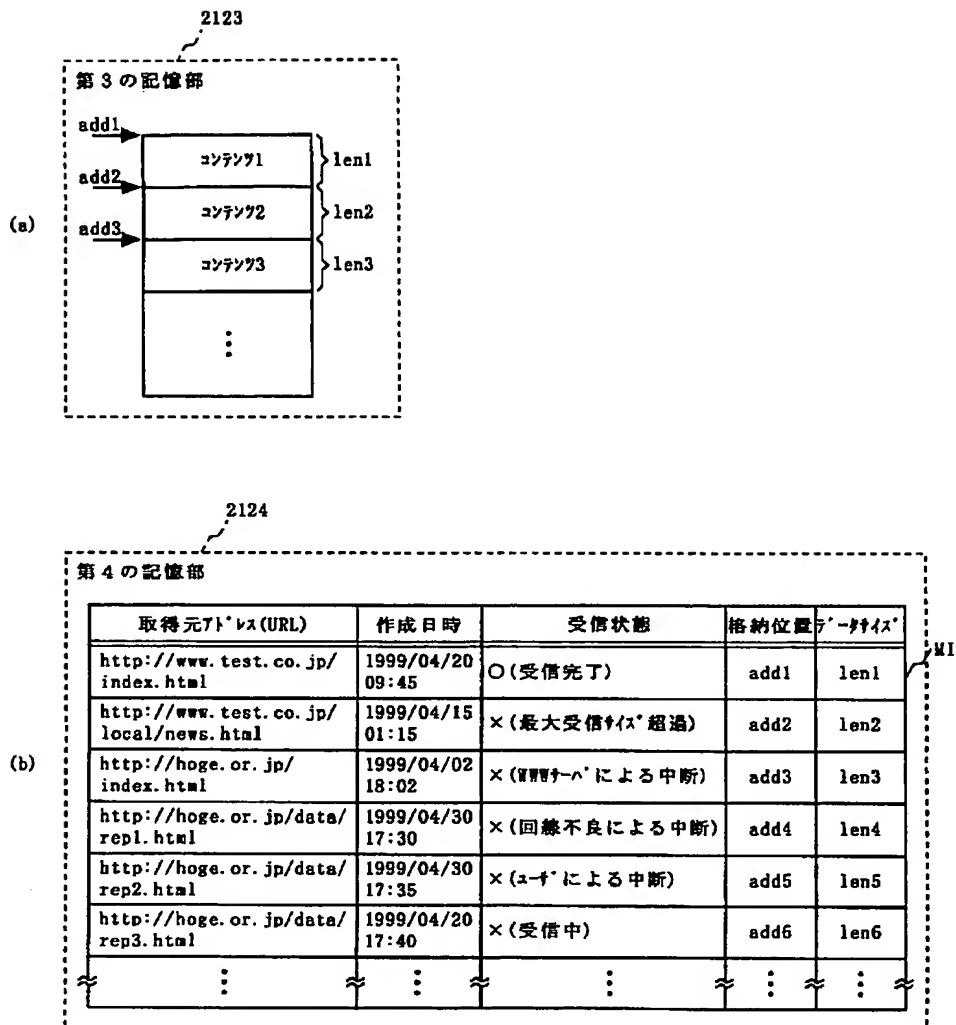 2123
第3の記憶部
add1
コンテンツ1
len1
add2
コンテンツ2
len2
(a)
add3
コンテンツ3
len3
2124
第4の記憶部
取得元アドレス(URL) 作成日時 受信状態 格納位置 データサイズ
MI
http://www.test.co.jp/
index.html
1999/04/20
09:45
○(受信完了)
add1
len1
http://www.test.co.jp/
local/news.html
1999/04/15
01:15
×(最大受信サイズ超過)
add2
len2
(b)
http://hoge.or.jp/
index.html
1999/04/02
18:02
×(WWWサーバによる中断)
add3
len3
http://hoge.or.jp/data/
rep1.html
1999/04/30
17:30
×(回線不良による中断)
add4
len4
http://hoge.or.jp/data/
rep2.html
1999/04/30
17:35
×(ユーザによる中断)
add5
len5
http://hoge.or.jp/data/
rep3.html
1999/04/20
17:40
×(受信中)
add6
len6